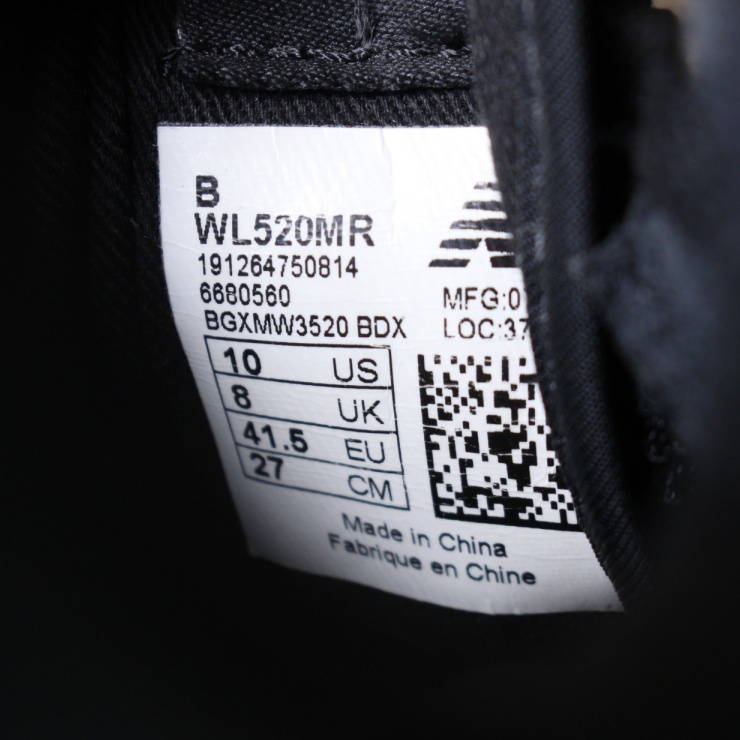 B
WL520MR
191264750814
6680560
BGXMW3520 BDX
MFG:0
LOC:37
10 US
8 UK
41.5 EU
27 CM
Made in China
Fabrique en Chine